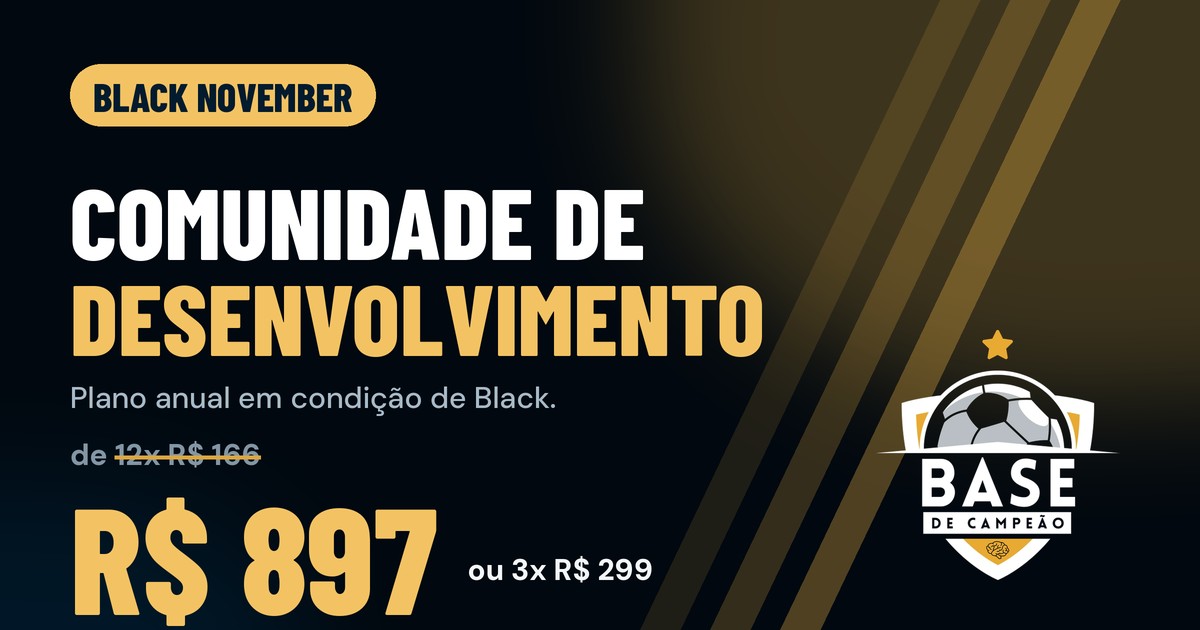 BLACK NOVEMBER
COMUNIDADE DE
DESENVOLVIMENTO
Plano anual em condição de Black.
de 12x R$ 166
R$ 897
ou 3x R$ 299
BASE
DE CAMPEÃO